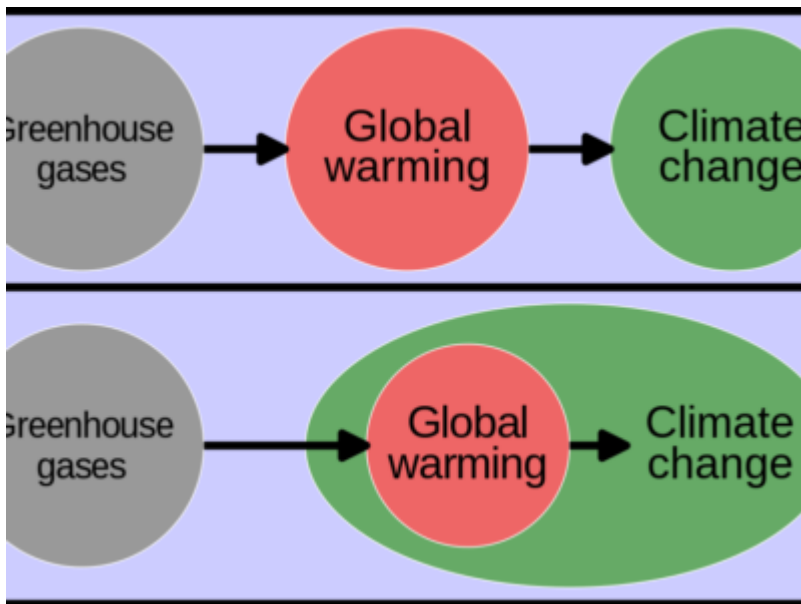 Greenhouse
gases
Global
warming
Climate
change
Greenhouse
gases
Global
warming
Climate
change